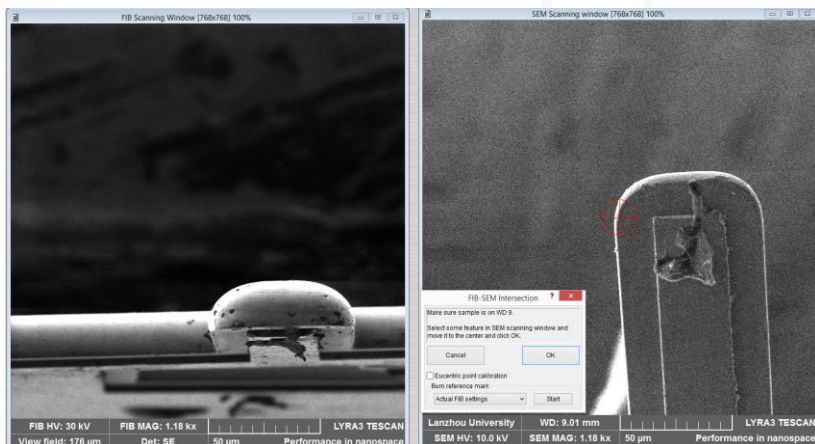 FIB Scanning Window [768x768] 100%
FIB HV: 30 kV
FIB MAG: 1.18 kx
LYRA3 TESCAN
View field: 176 µm
Det: SE
50 µm
Performance in nanospace
SEM Scanning window [768x768] 100%
FIB-SEM Intersection
?
Make sure sample is on WD 9.
Select some feature in SEM scanning window and
move it to the center and click OK.
Cancel
OK
Eucentric point calibration
Burn reference mark
Actual FIB settings
Start
Lanzhou University
WD: 9.01 mm
LYRA3 TESCAN
SEM HV: 10.0 kV
SEM MAG: 1.18 kx
50 µm
Performance in nanospace